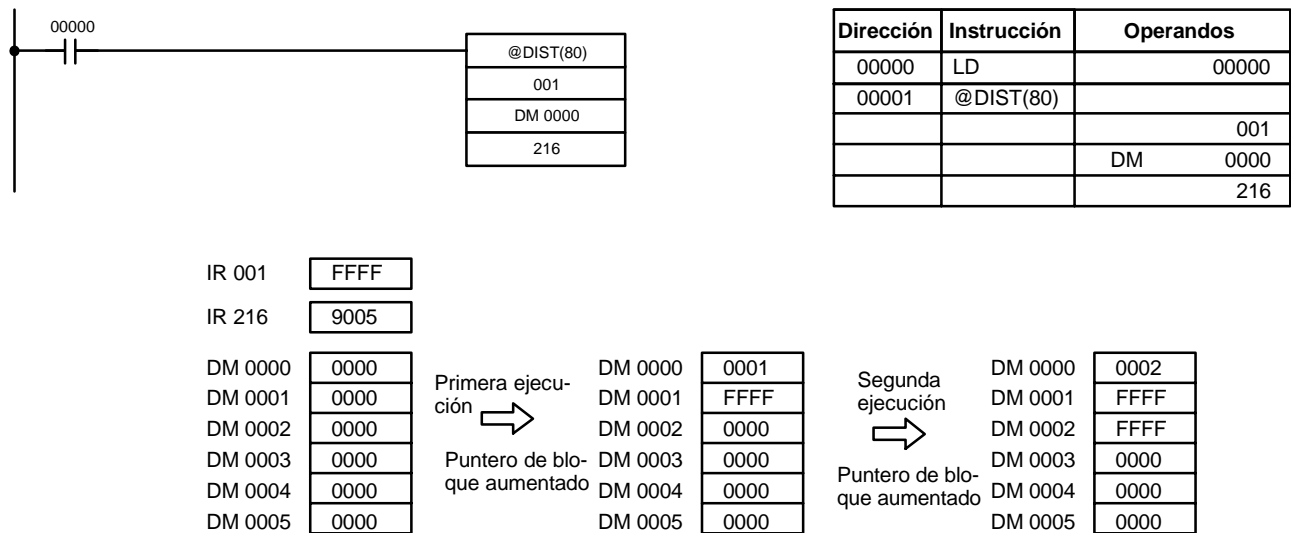 00000
@DIST(80)
001
DM 0000
216
Dirección Instrucción Operandos
00000 LD 00000
00001 @DIST(80)
001
DM 0000
216
IR 001 FFFF
IR 216 9005
DM 0000 0000
DM 0001 0000
DM 0002 0000
DM 0003 0000
DM 0004 0000
DM 0005 0000
Primera ejecu-
ción
Puntero de blo-
que aumentado
DM 0000 0001
DM 0001 FFFF
DM 0002 0000
DM 0003 0000
DM 0004 0000
DM 0005 0000
Segunda
ejecución
Puntero de blo-
que aumentado
DM 0000 0002
DM 0001 FFFF
DM 0002 FFFF
DM 0003 0000
DM 0004 0000
DM 0005 0000